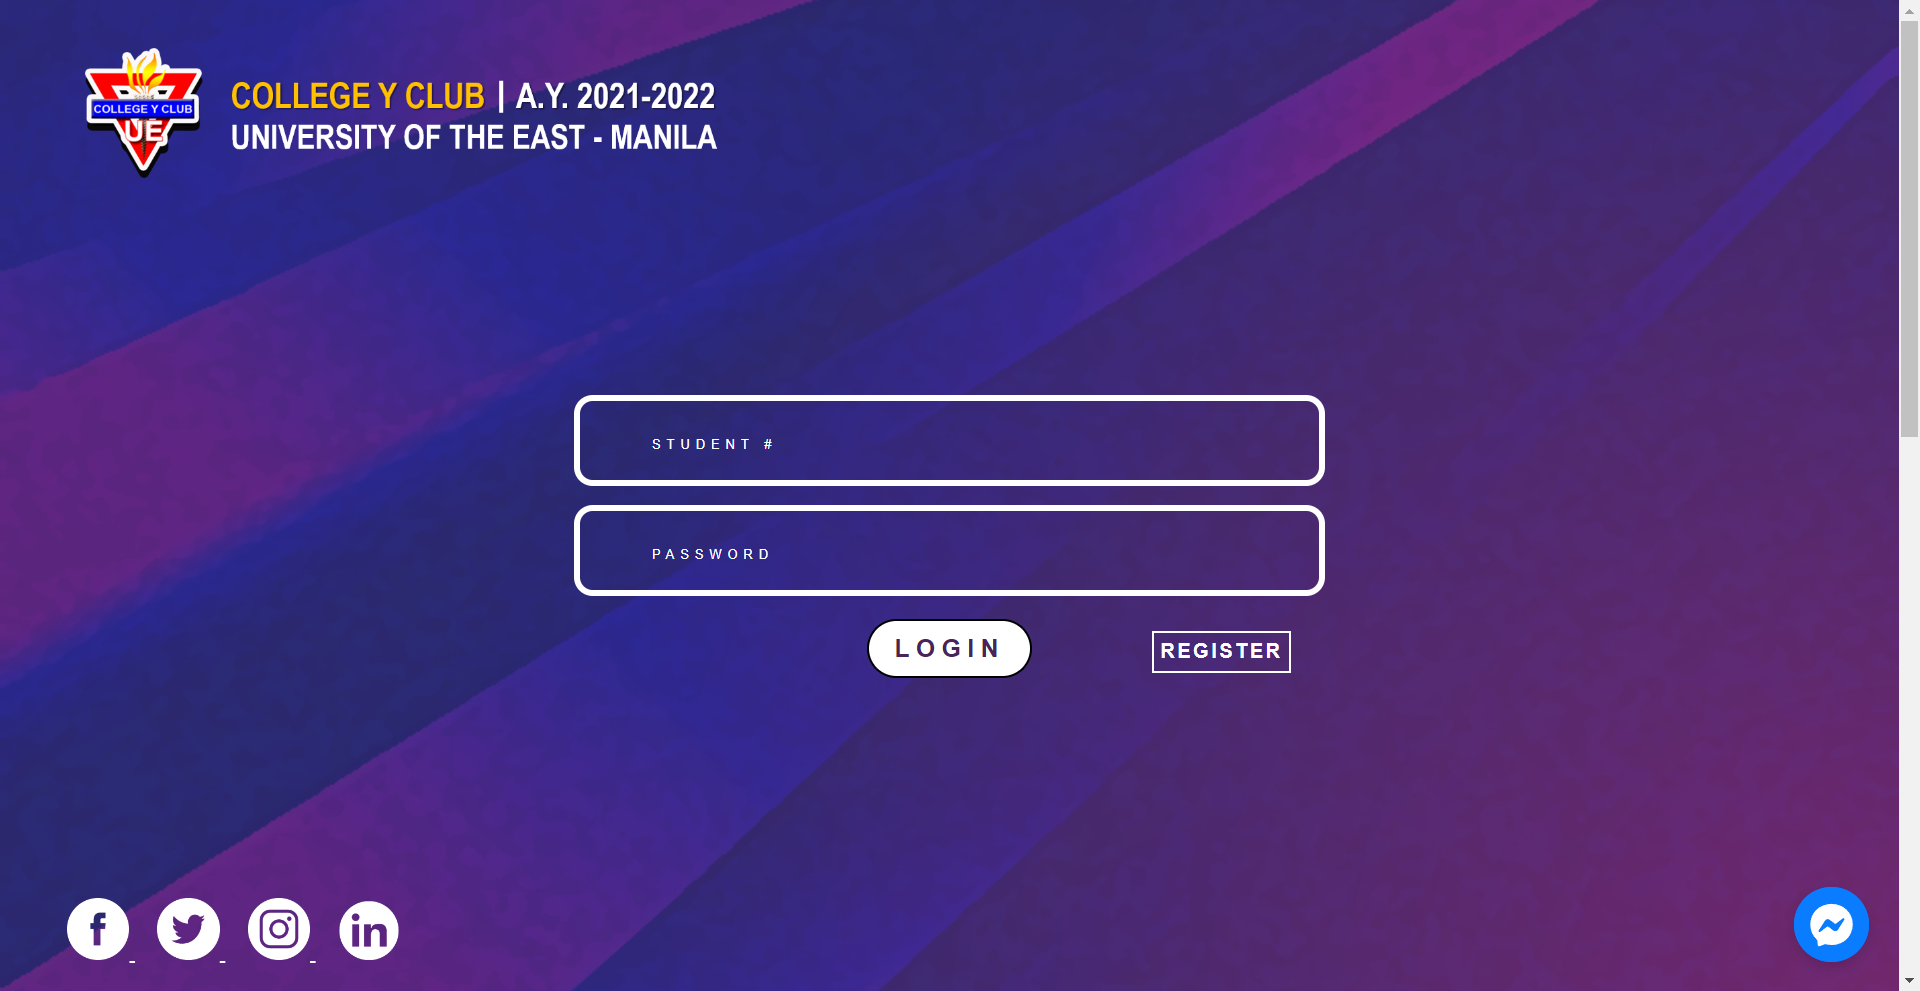 COLLEGE Y CLUB
UE
COLLEGE Y CLUB | A.Y. 2021-2022
UNIVERSITY OF THE EAST - MANILA
STUDENT #
PASSWORD
LOGIN
REGISTER